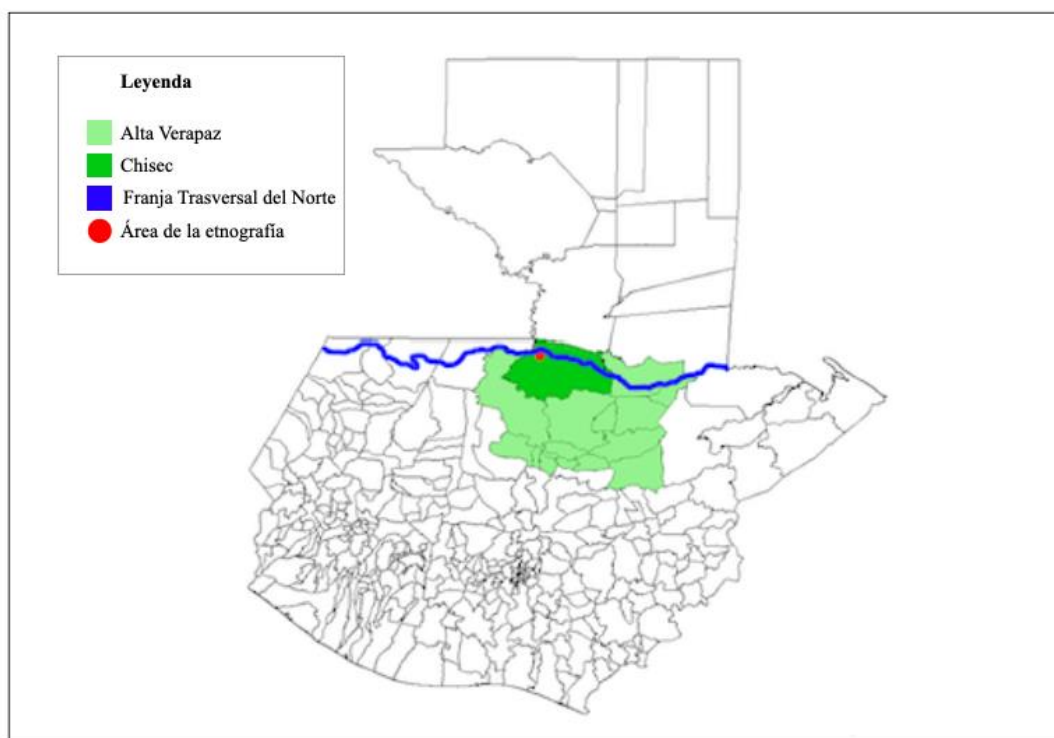 Leyenda
Alta Verapaz
Chisec
Franja Trasversal del Norte
Área de la etnografía